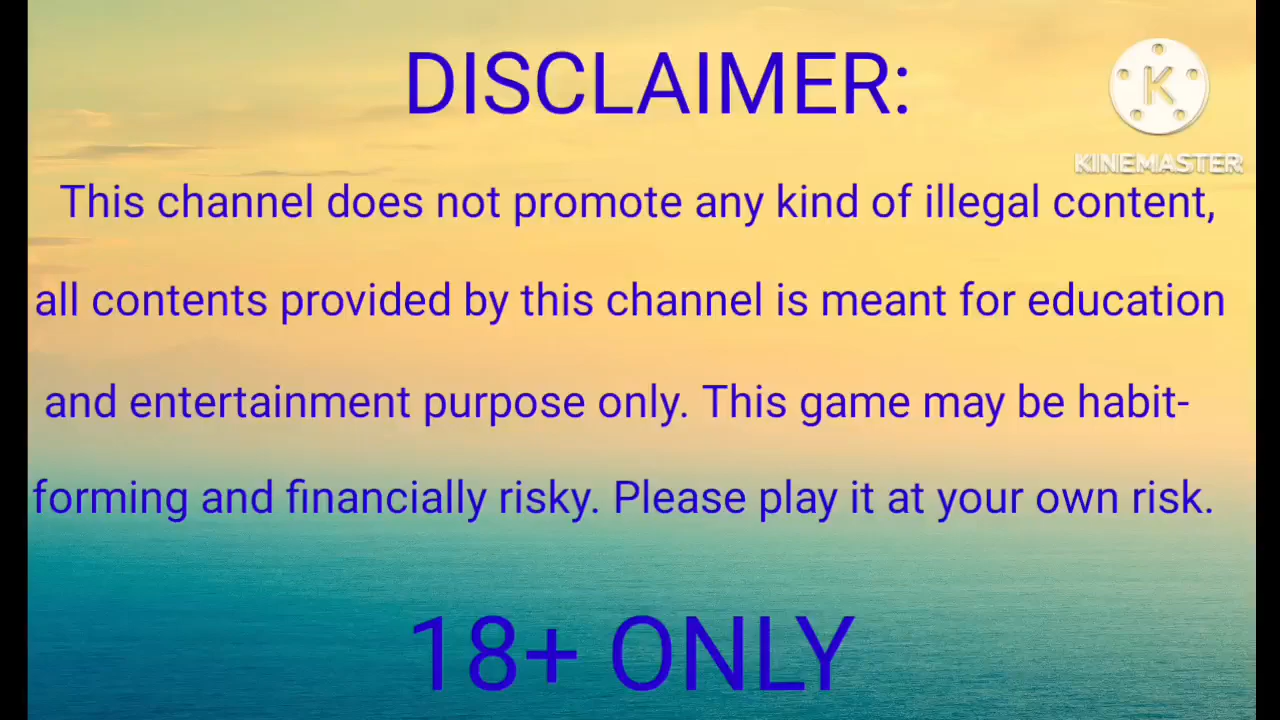 DISCLAIMER:
K
KINEMASTER
This channel does not promote any kind of illegal content,
all contents provided by this channel is meant for education
and entertainment purpose only. This game may be habit-
forming and financially risky. Please play it at your own risk.
18+ ONLY